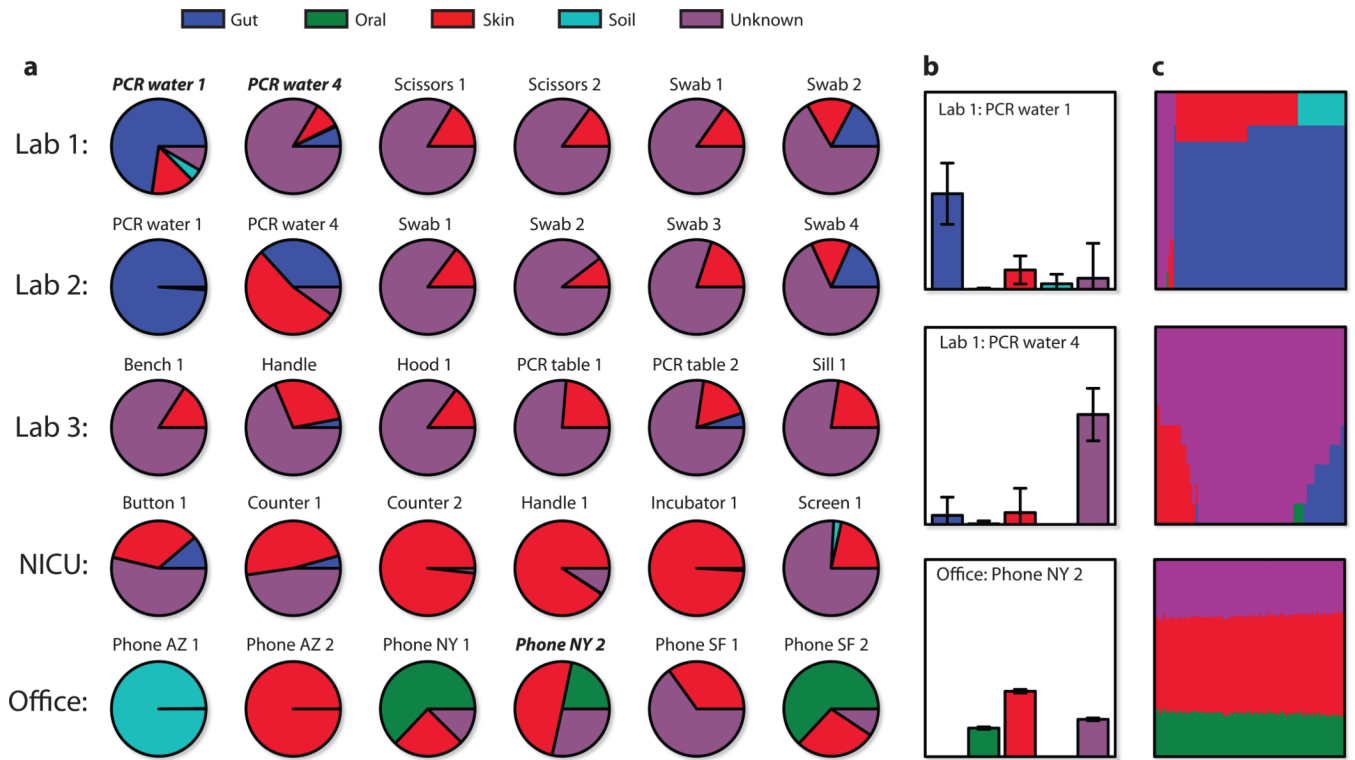 Gut Oral Skin Soil Unknown
a b c
PCR water 1 PCR water 4 Scissors 1 Scissors 2 Swab 1 Swab 2
Lab 1:
PCR water 1 PCR water 4 Swab 1 Swab 2 Swab 3 Swab 4
Lab 2:
Bench 1 Handle Hood 1 PCR table 1 PCR table 2 Sill 1
Lab 3:
Button 1 Counter 1 Counter 2 Handle 1 Incubator 1 Screen 1
NICU:
Phone AZ 1 Phone AZ 2 Phone NY 1 Phone NY 2 Phone SF 1 Phone SF 2
Office:
Lab 1: PCR water 1
Lab 1: PCR water 4
Office: Phone NY 2